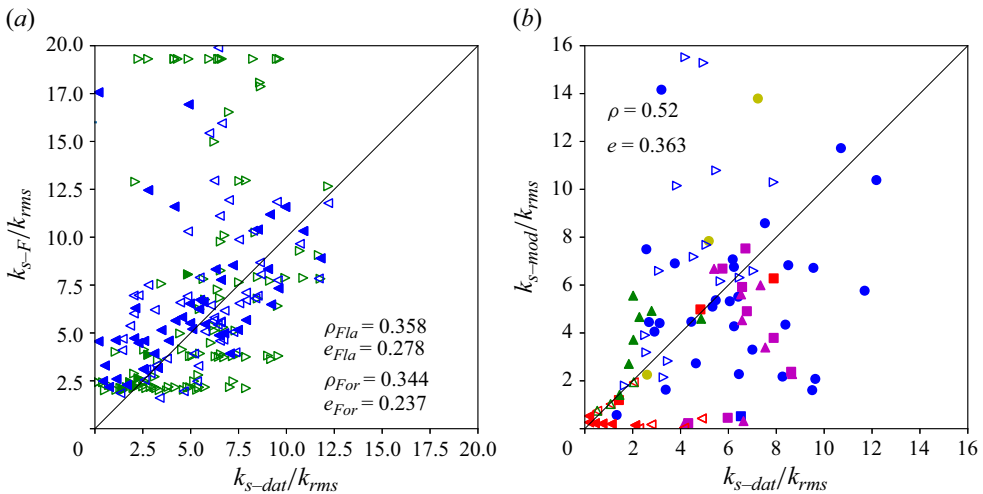 (a)
20.0
17.0
15.0
12.5
10.0
7.5
5.0
2.5
0
2.5
5.0
7.5
10.0
12.5
15.0
17.0
20.0
k_{s–F}/k_{rms}
k_{s–dat}/k_{rms}
ρ_{Fla} = 0.358
e_{Fla} = 0.278
ρ_{For} = 0.344
e_{For} = 0.237
(b)
16
14
12
10
8
6
4
2
0
2
4
6
8
10
12
14
16
k_{s–mod}/k_{rms}
k_{s–dat}/k_{rms}
ρ = 0.52
e = 0.363